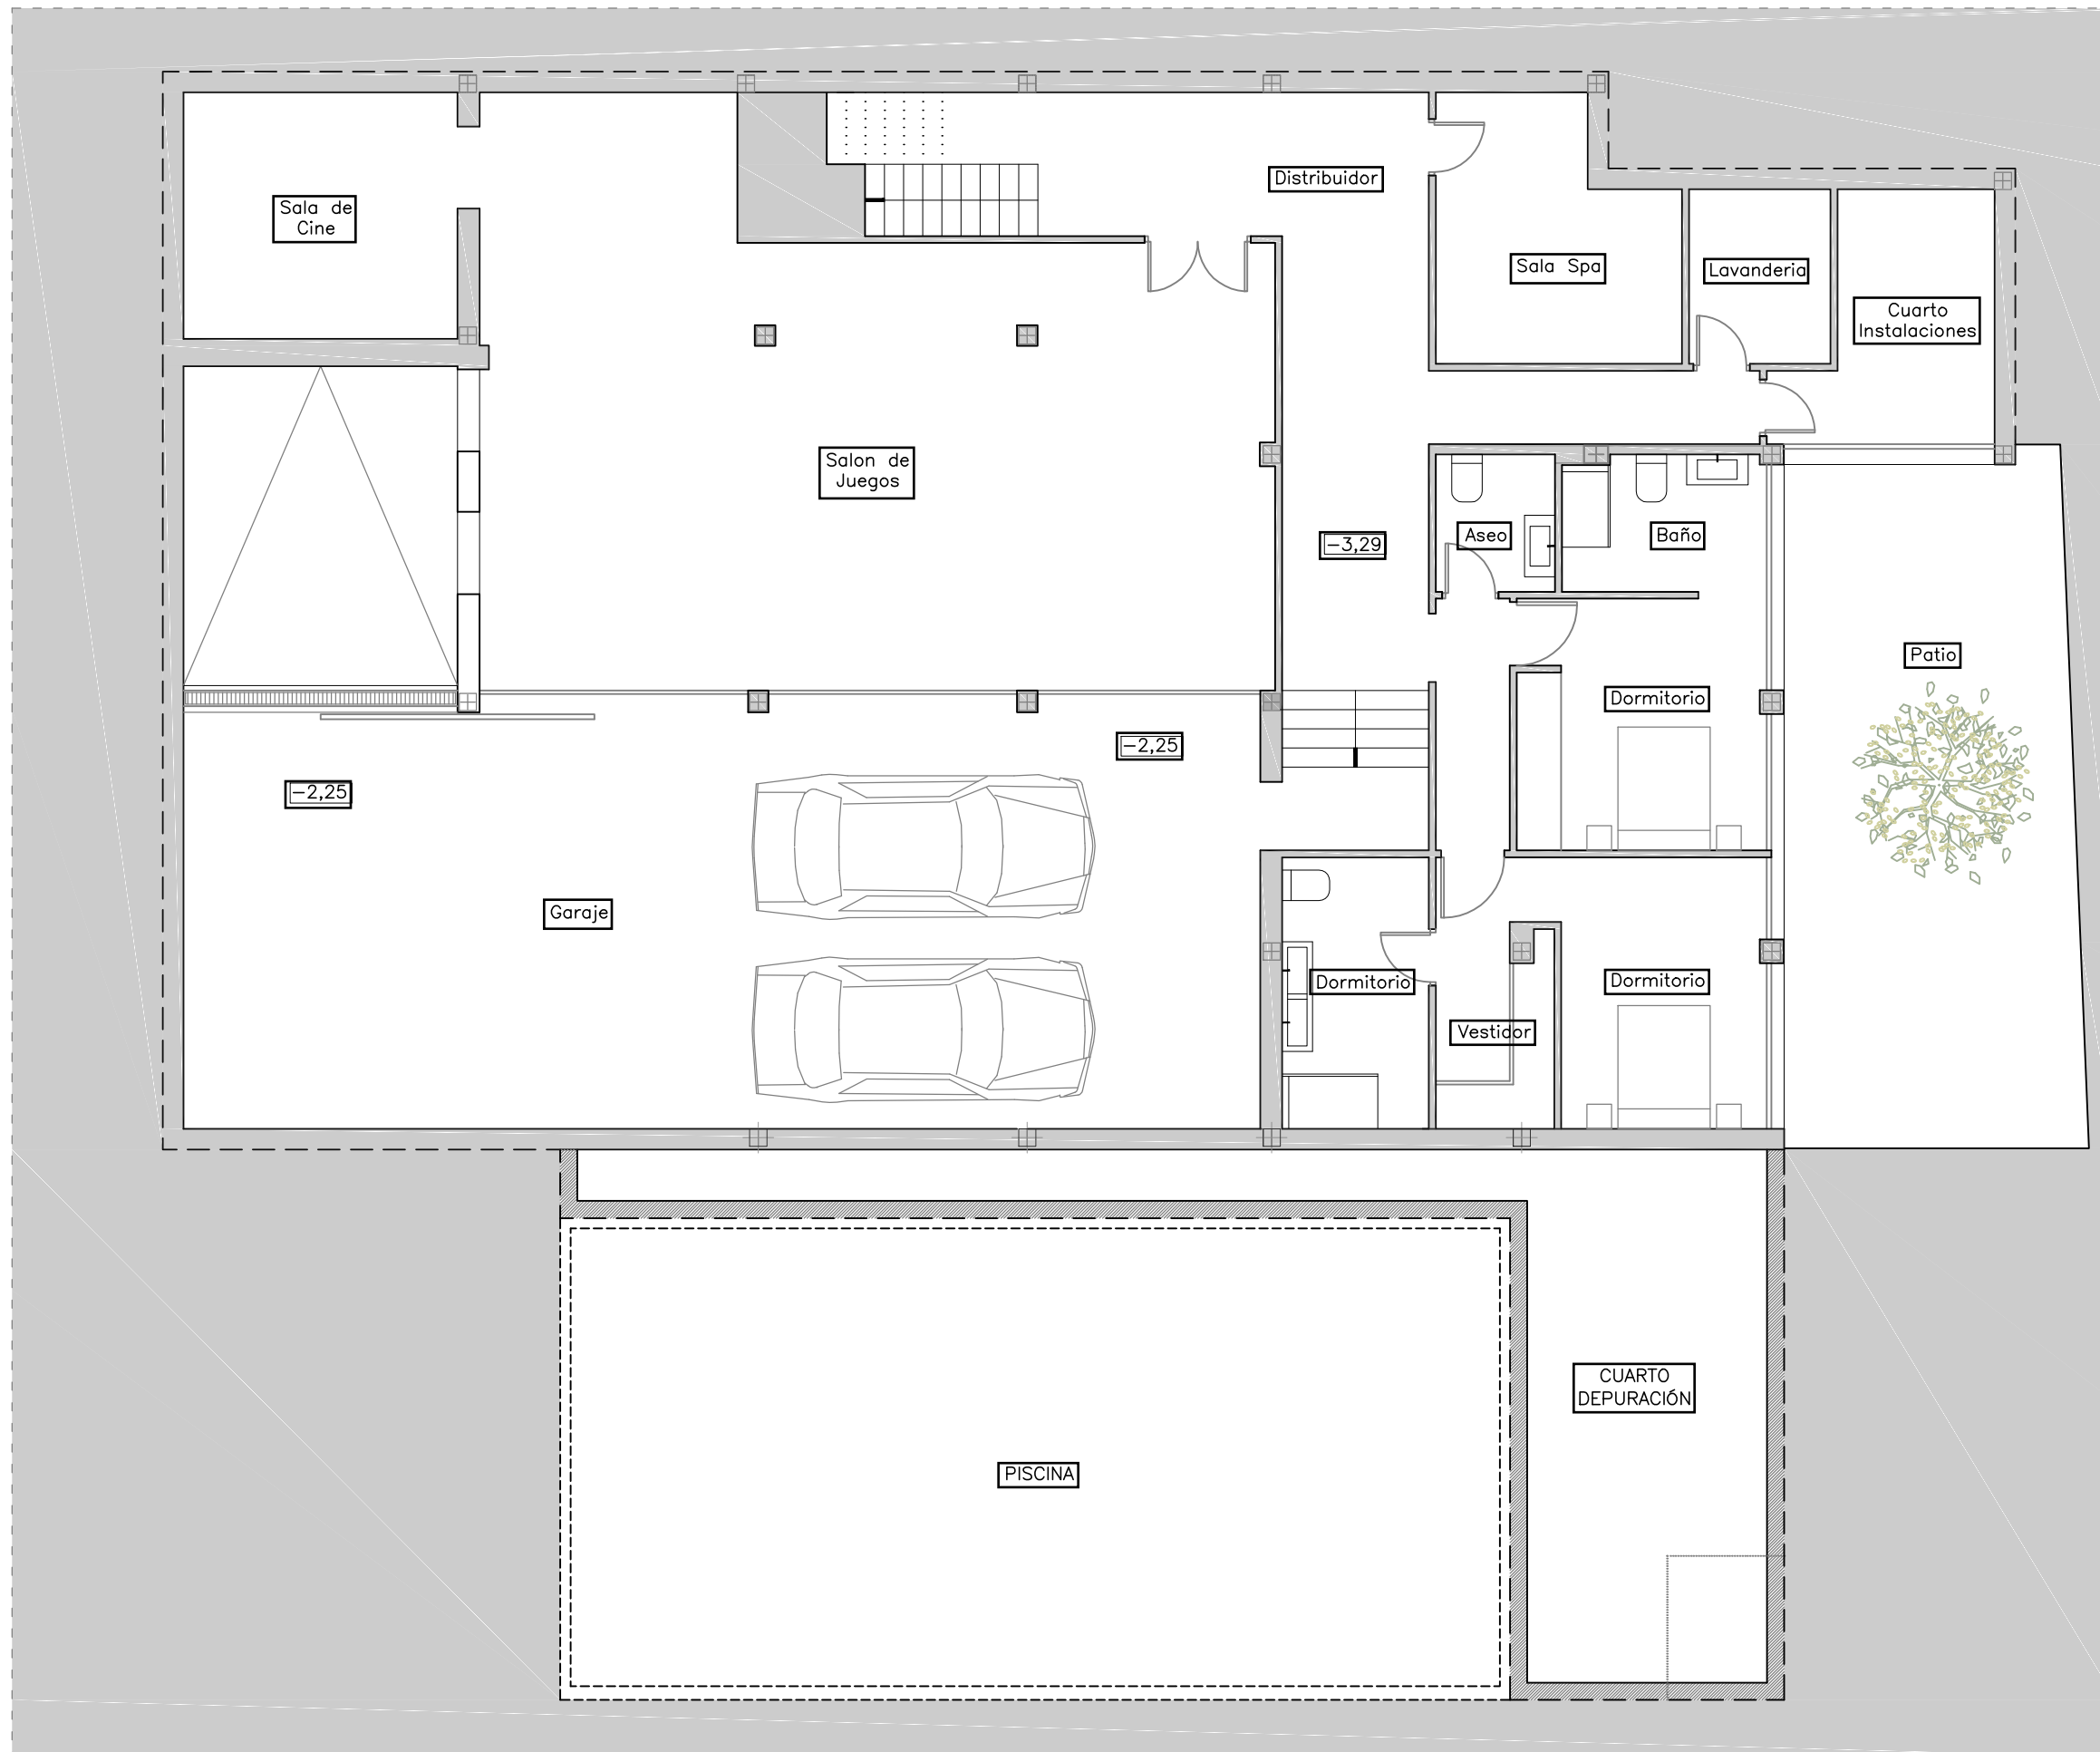 Distribuidor
Sala de
Cine
Sala Spa
Lavanderia
Cuarto
Instalaciones
Salon de
Juegos
Aseo
Baño
-3,29
Patio
Dormitorio
-2,25
-2,25
Garaje
Dormitorio
Dormitorio
Vestidor
CUARTO
DEPURACIÓN
PISCINA